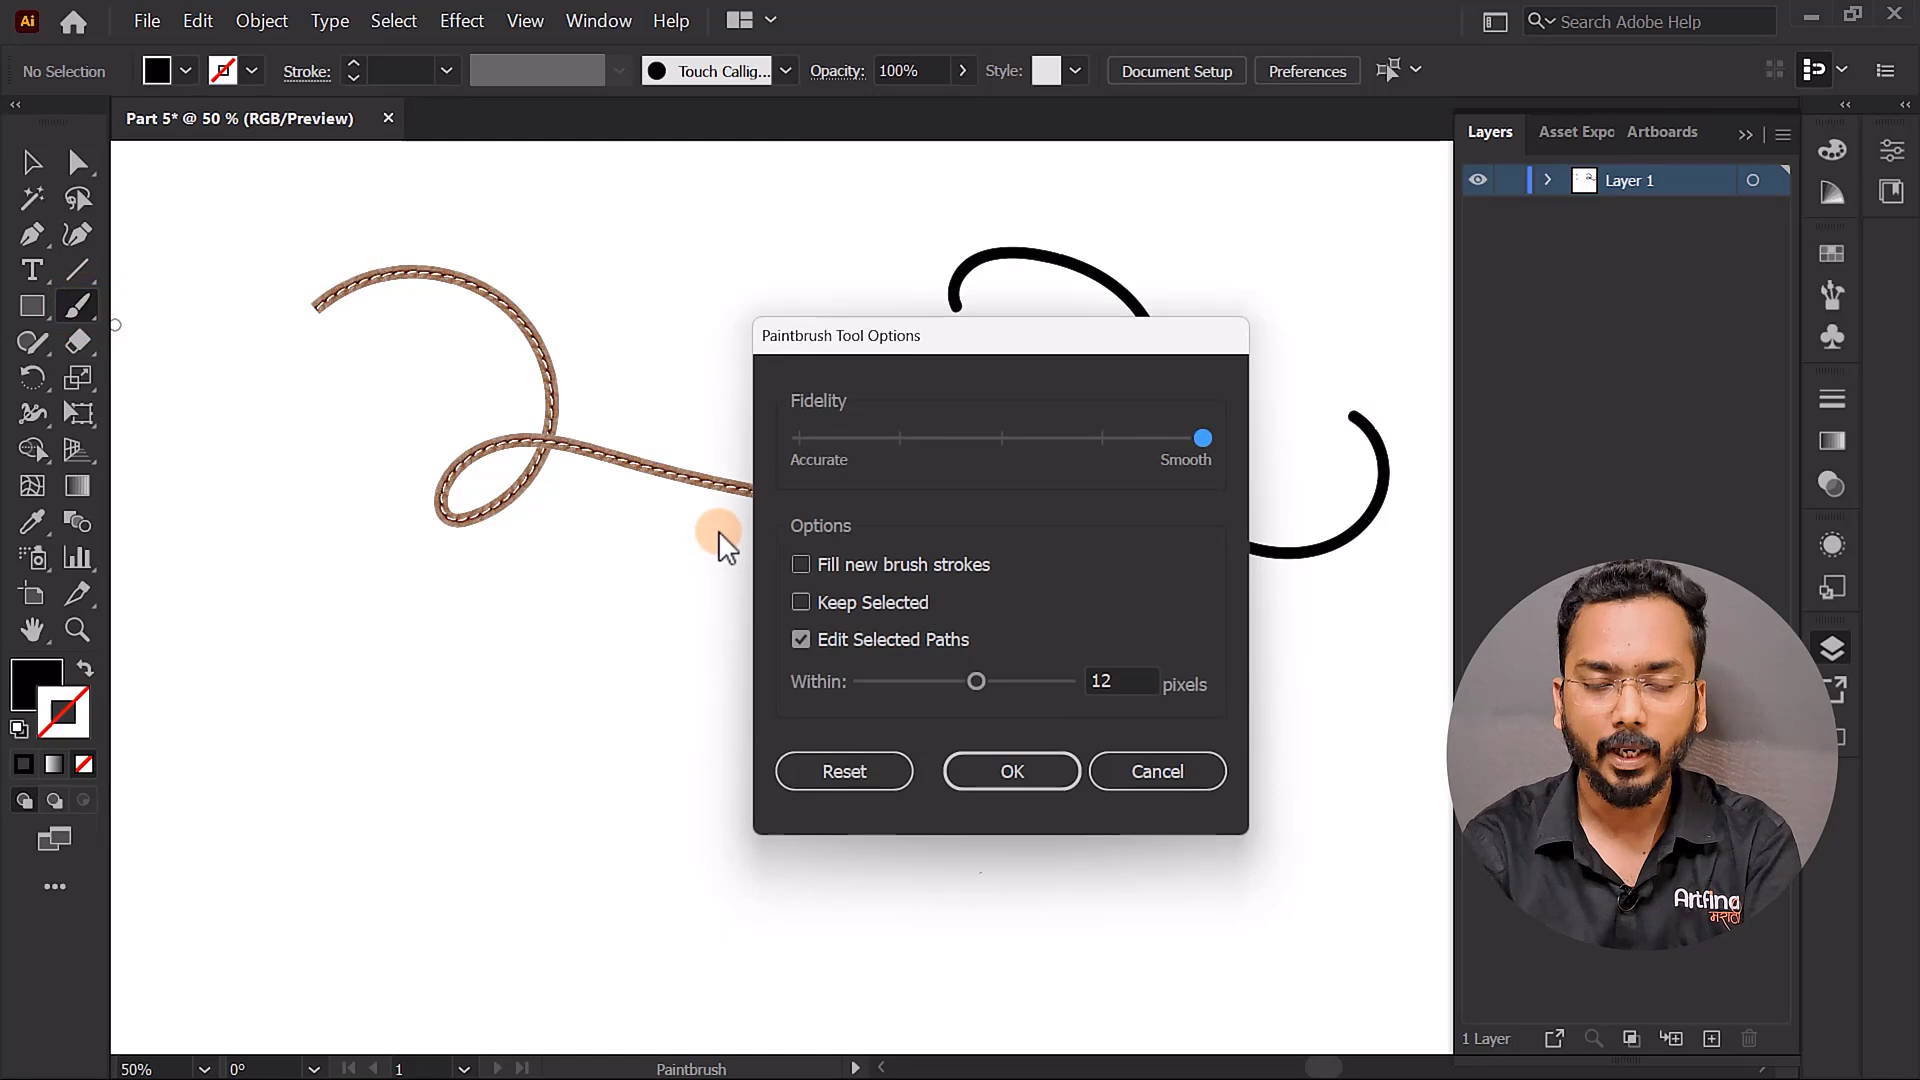 Ai File Edit Object Type Select Effect View Window Help Search Adobe Help
No Selection Stroke: Touch Callig... Opacity: 100% Style: Document Setup Preferences
Part 5* @ 50 % (RGB/Preview)
Layers Asset Expo Artboards
Layer 1
Paintbrush Tool Options
Fidelity
Accurate Smooth
Options
Fill new brush strokes
Keep Selected
Edit Selected Paths
Within: 12 pixels
Reset OK Cancel
Artfina
मराठी
1 Layer
50% 0° 1 Paintbrush